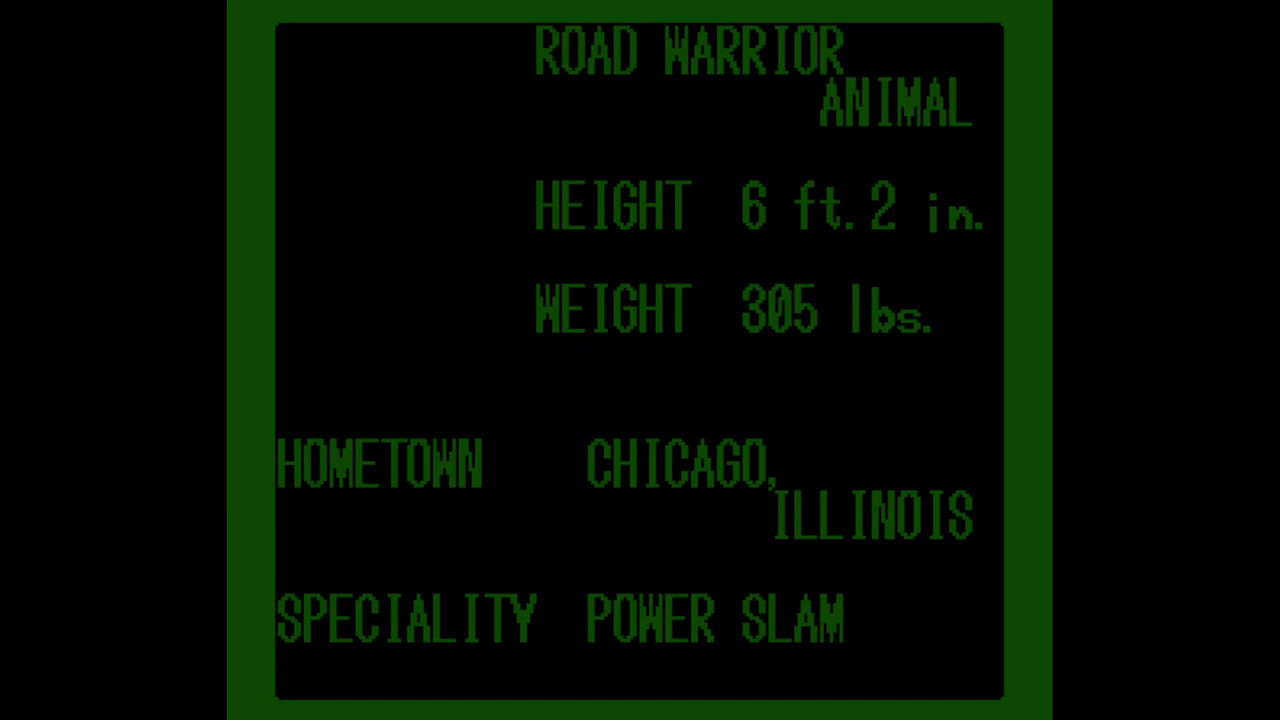 ROAD WARRIOR
ANIMAL
HEIGHT 6 ft.2 in.
WEIGHT 305 lbs.
HOMETOWN CHICAGO,
ILLINOIS
SPECIALITY POWER SLAM